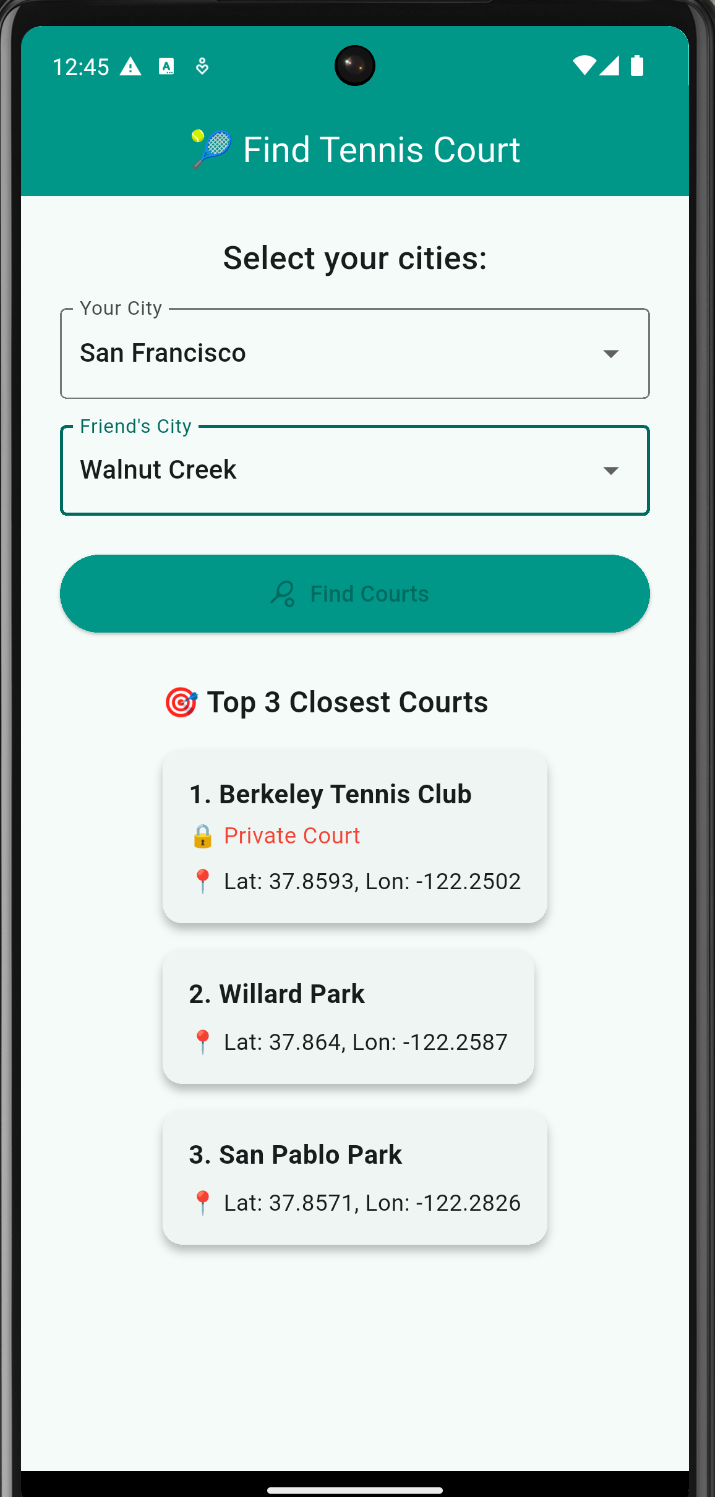 12:45
🎾 Find Tennis Court
Select your cities:
Your City
San Francisco
Friend's City
Walnut Creek
Find Courts
🎯 Top 3 Closest Courts
1. Berkeley Tennis Club
🔒 Private Court
📍 Lat: 37.8593, Lon: -122.2502
2. Willard Park
📍 Lat: 37.864, Lon: -122.2587
3. San Pablo Park
📍 Lat: 37.8571, Lon: -122.2826